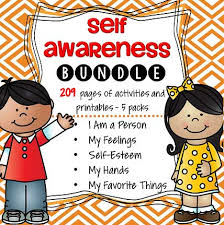 Self
Awareness
BUNDLE
209 pages of activities and
printables - 5 packs
• I Am a Person
• My Feelings
• Self-Esteem
• My Hands
• My Favorite Things